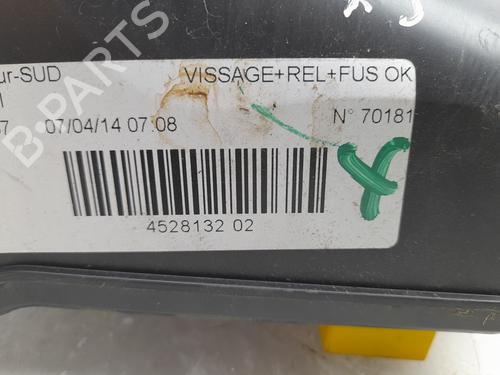 ur-SUD
VISSAGE+REL+FUS OK
07/04/14 07:08
N° 70181
4528132 02
B-PARTS